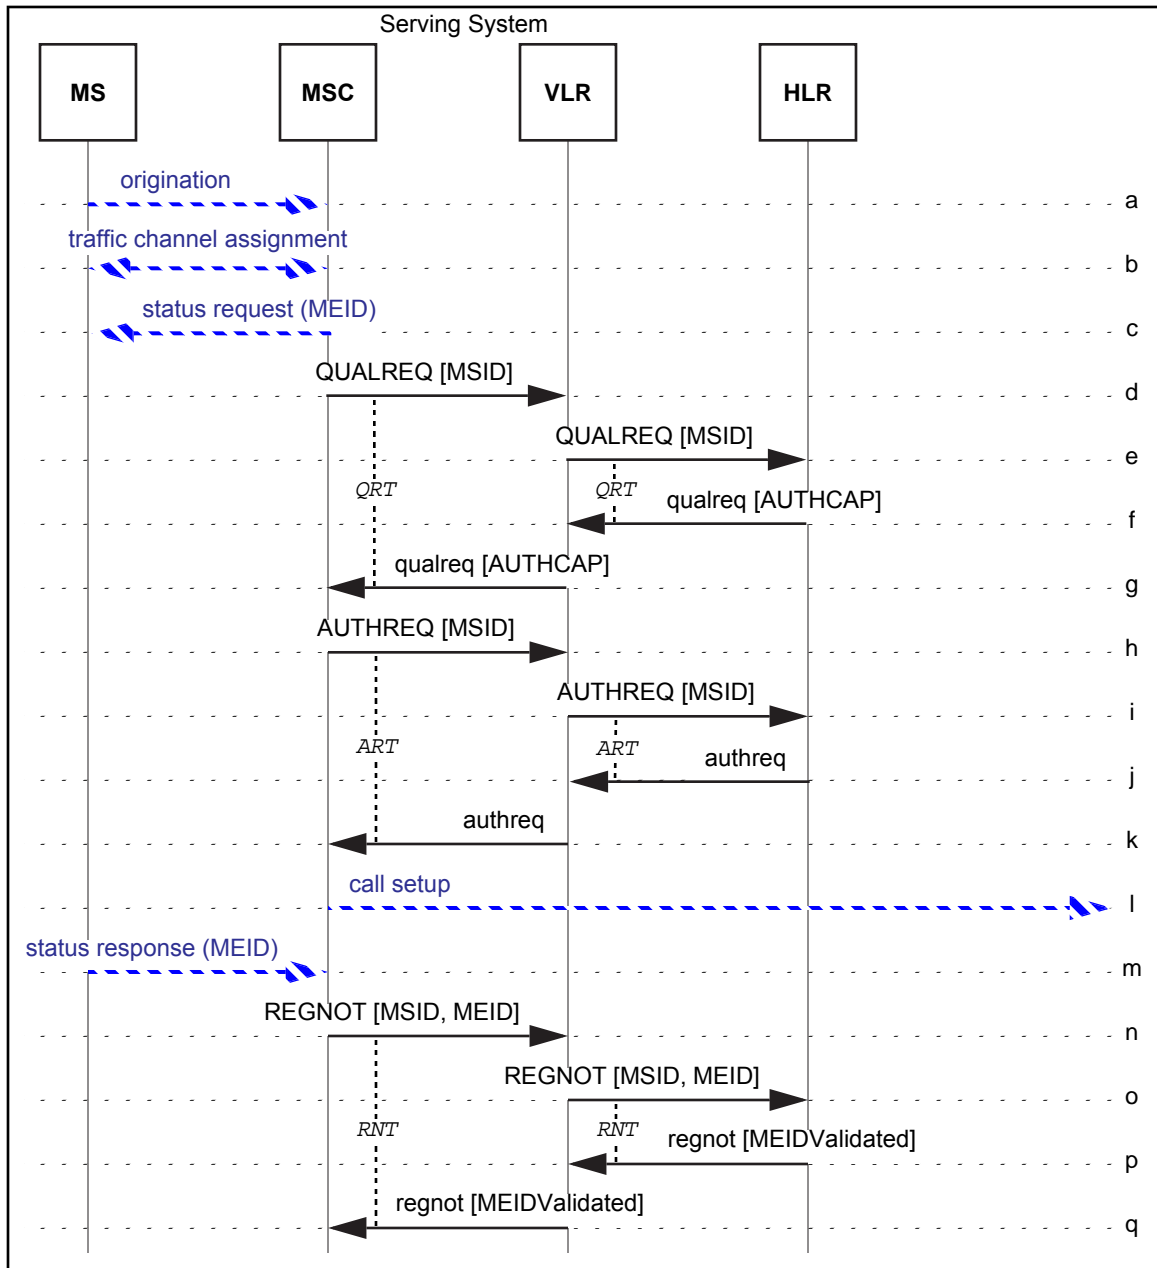 Serving System
MS MSC VLR HLR
origination
a
traffic channel assignment
b
status request (MEID)
c
QUALREQ [MSID]
d
QUALREQ [MSID]
e
QRT QRT
qualreq [AUTHCAP]
f
qualreq [AUTHCAP]
g
AUTHREQ [MSID]
h
AUTHREQ [MSID]
i
ART ART
authreq
j
authreq
k
call setup
l
status response (MEID)
m
REGNOT [MSID, MEID]
n
REGNOT [MSID, MEID]
o
RNT RNT
regnot [MEIDValidated]
p
regnot [MEIDValidated]
q